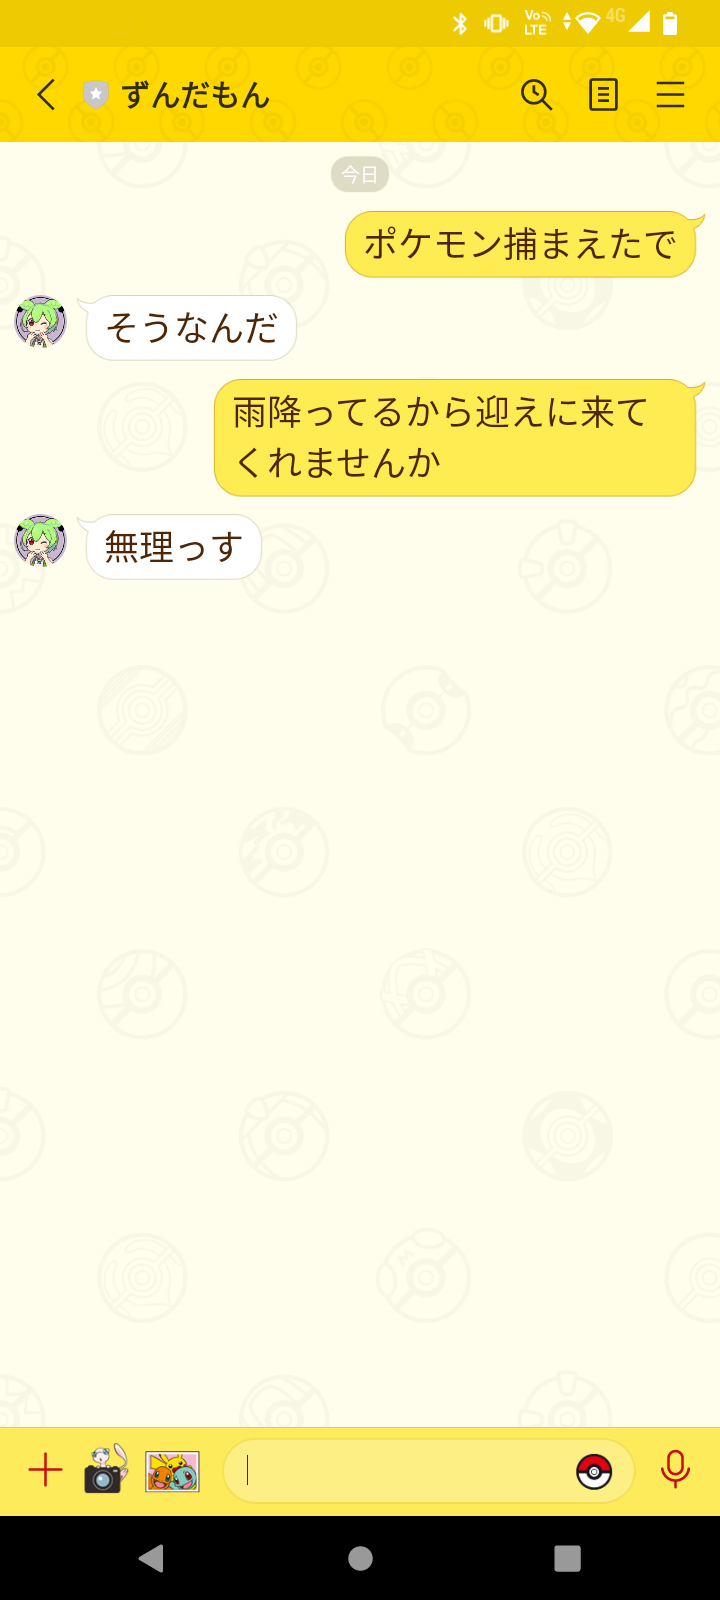 Vo
LTE
4G
ずんだもん
今日
ポケモン捕まえたで
そうなんだ
雨降ってるから迎えに来て
くれませんか
無理っす